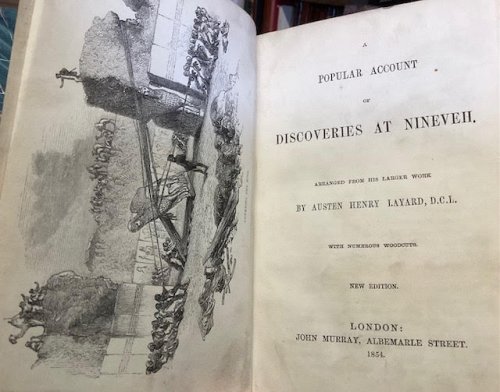 A
POPULAR ACCOUNT
OF
DISCOVERIES AT NINEVEH.
ARRANGED FROM HIS LARGER WORK
BY AUSTEN HENRY LAYARD, D.C.L.
WITH NUMEROUS WOODCUTS.
NEW EDITION.
LONDON:
JOHN MURRAY, ALBEMARLE STREET.
1854.